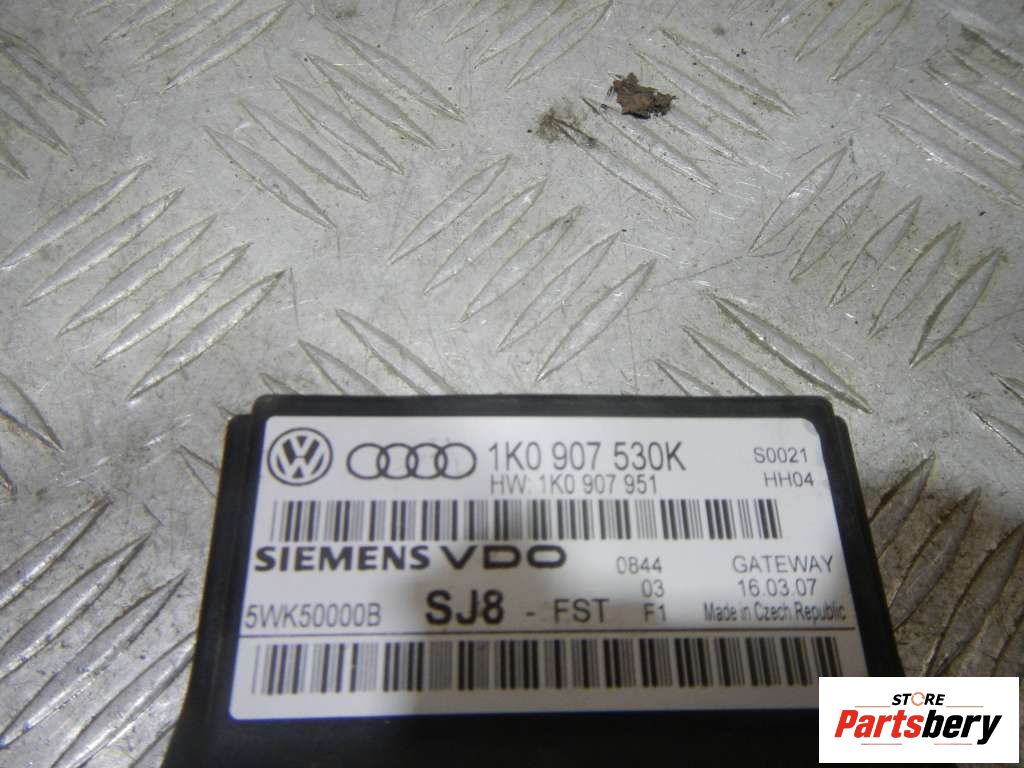 1K0 907 530K S0021
HW: 1K0 907 951 HH04
SIEMENS VDO 0844 GATEWAY
03 16.03.07
5WK50000B SJ8 - FST F1 Made in Czech Republic
STORE
Partsbery